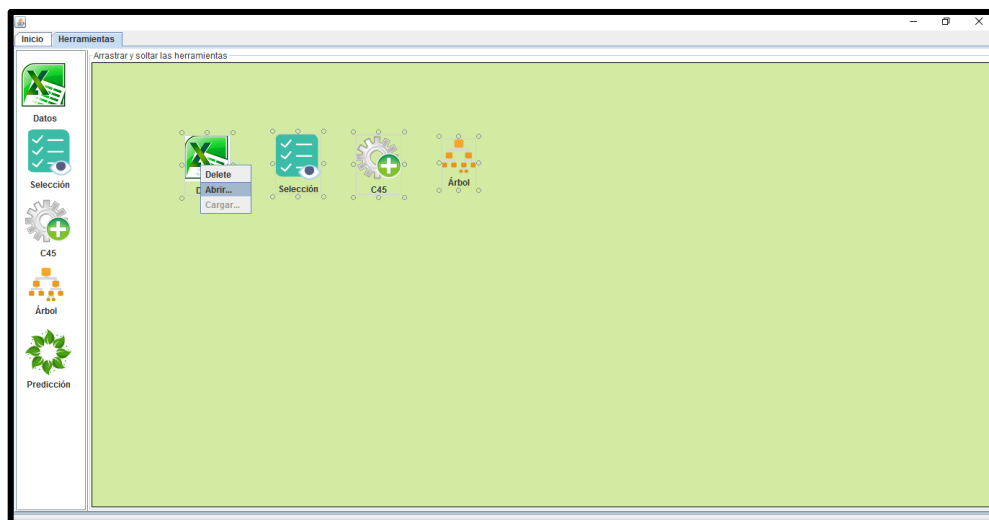 Inicio Herramientas
Arrastrar y soltar las herramientas
Datos
Selección
C45
Árbol
Predicción
D
Delete
Abrir...
Cargar...
Selección
C45
Árbol